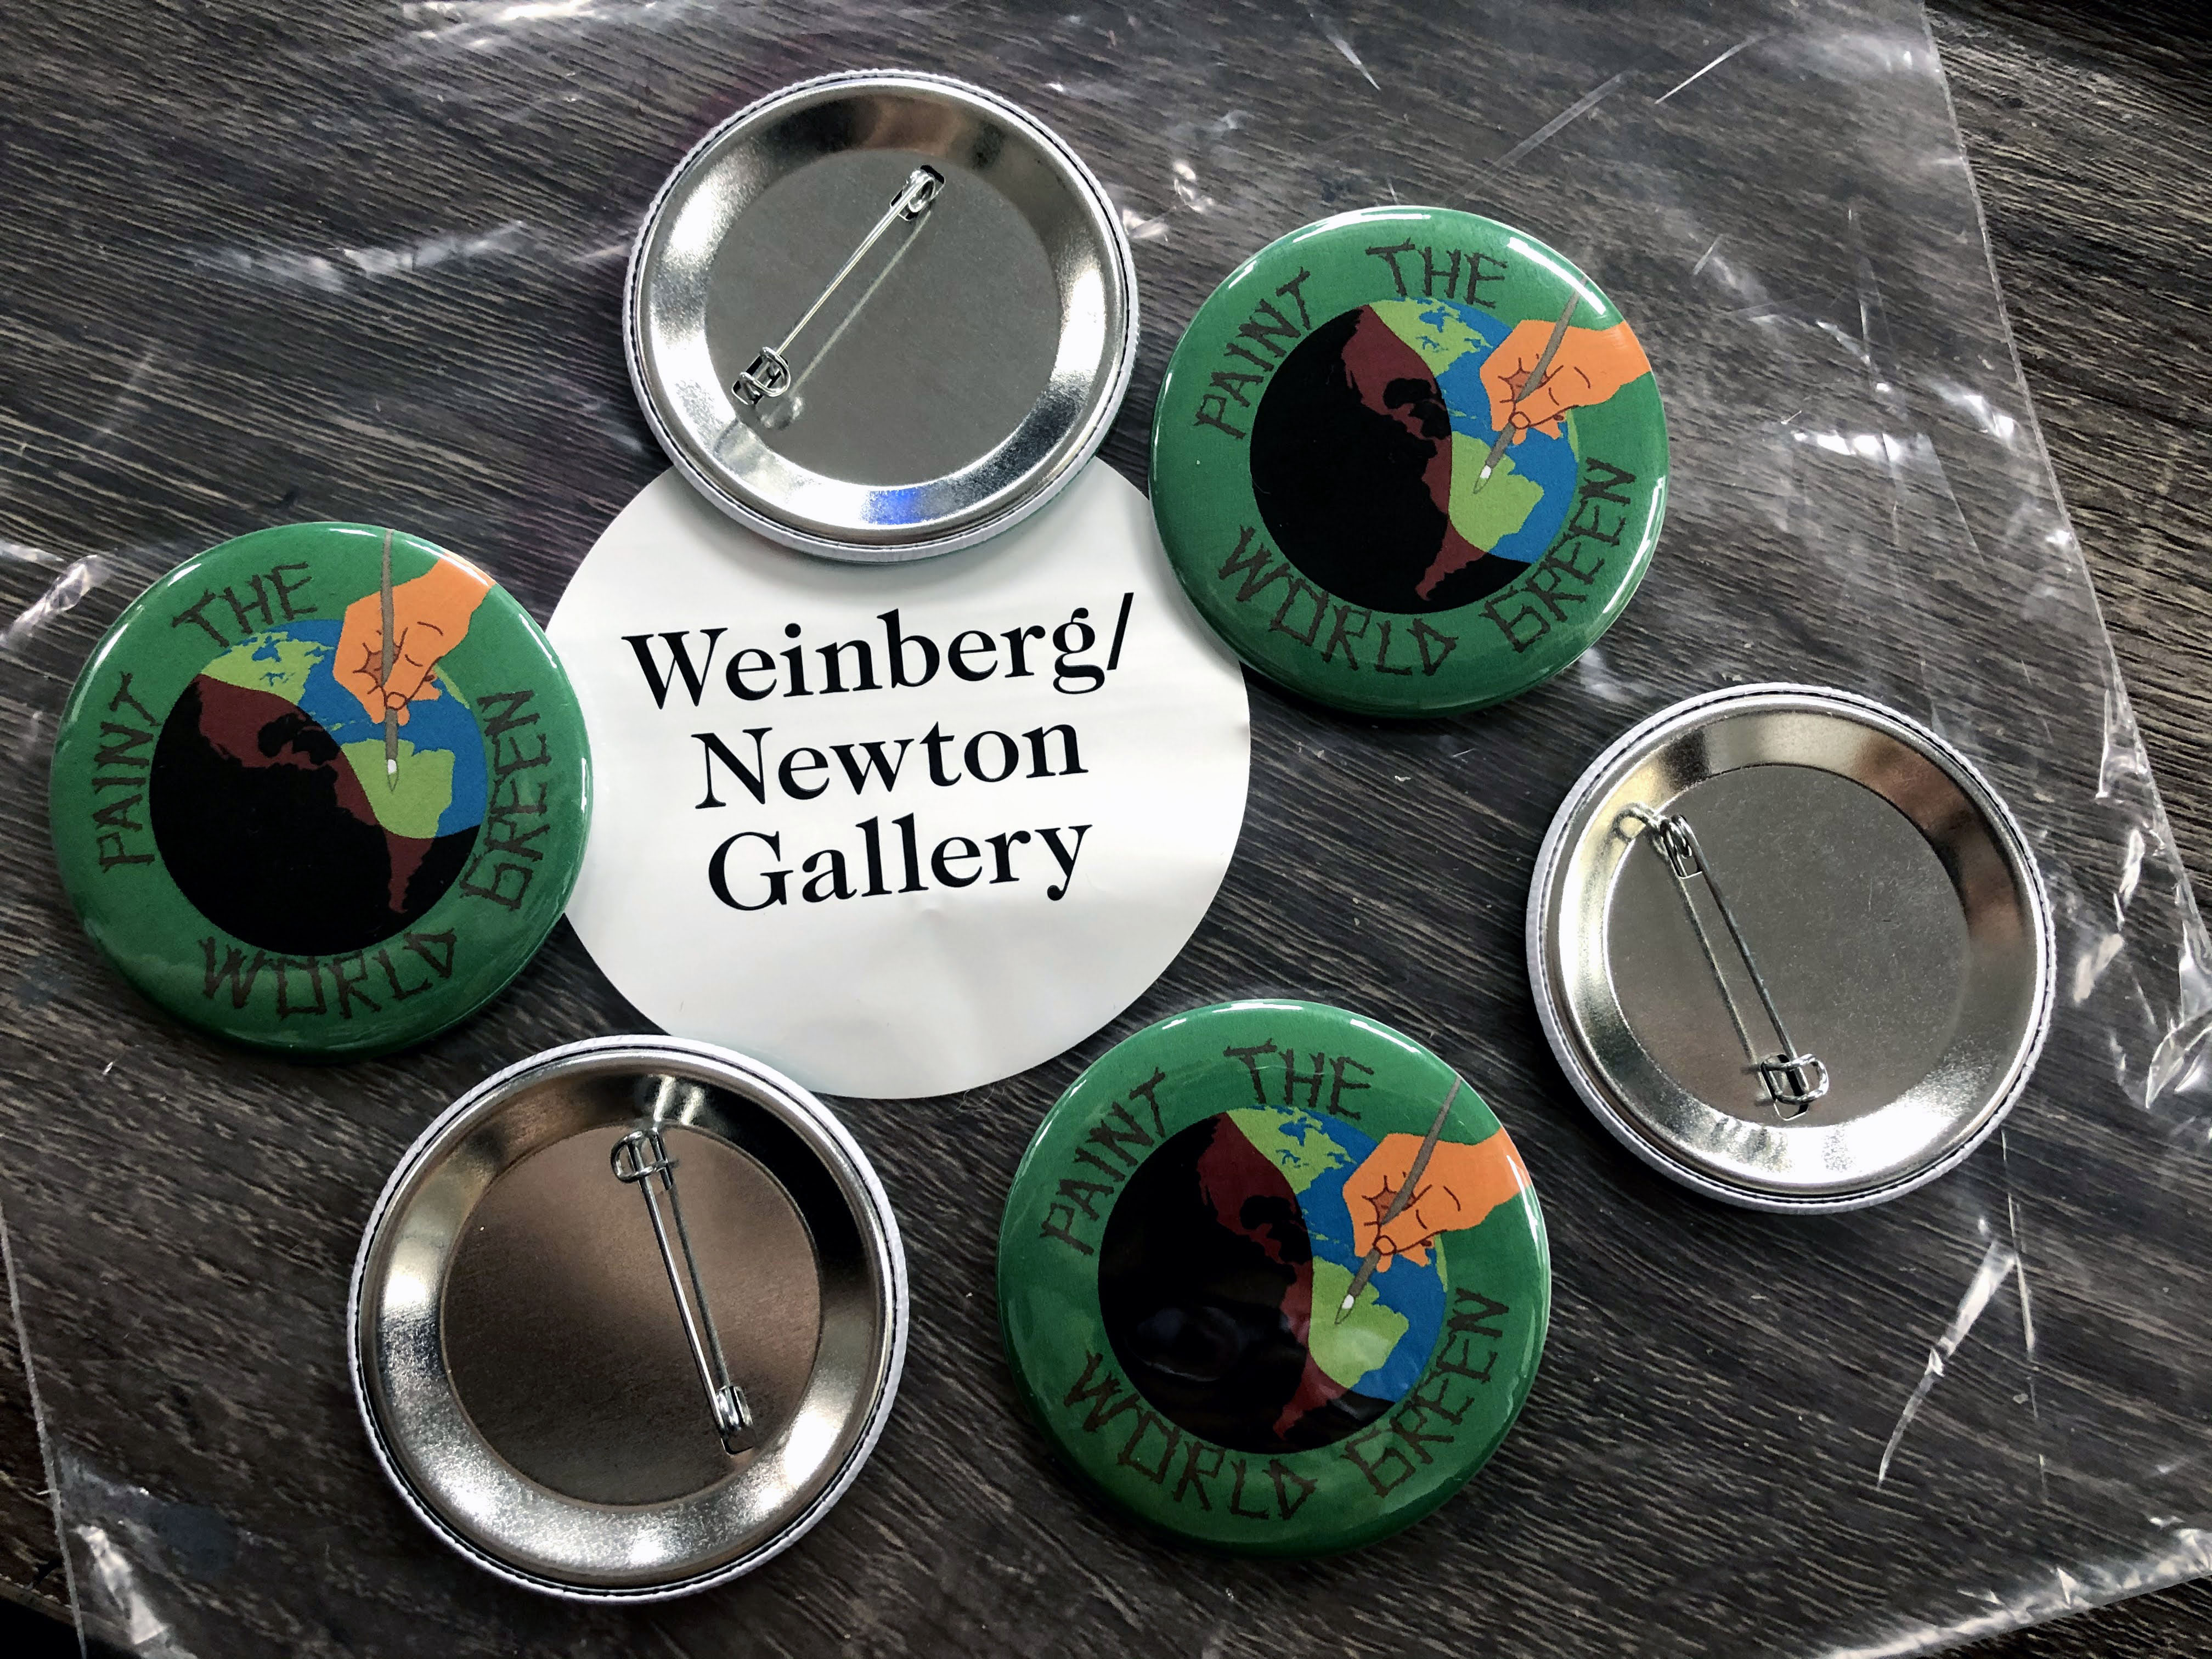 PAINT THE
WORLD GREEN
Weinberg/
Newton
Gallery
PAINT THE
WORLD GREEN
PAINT THE
WORLD GREEN